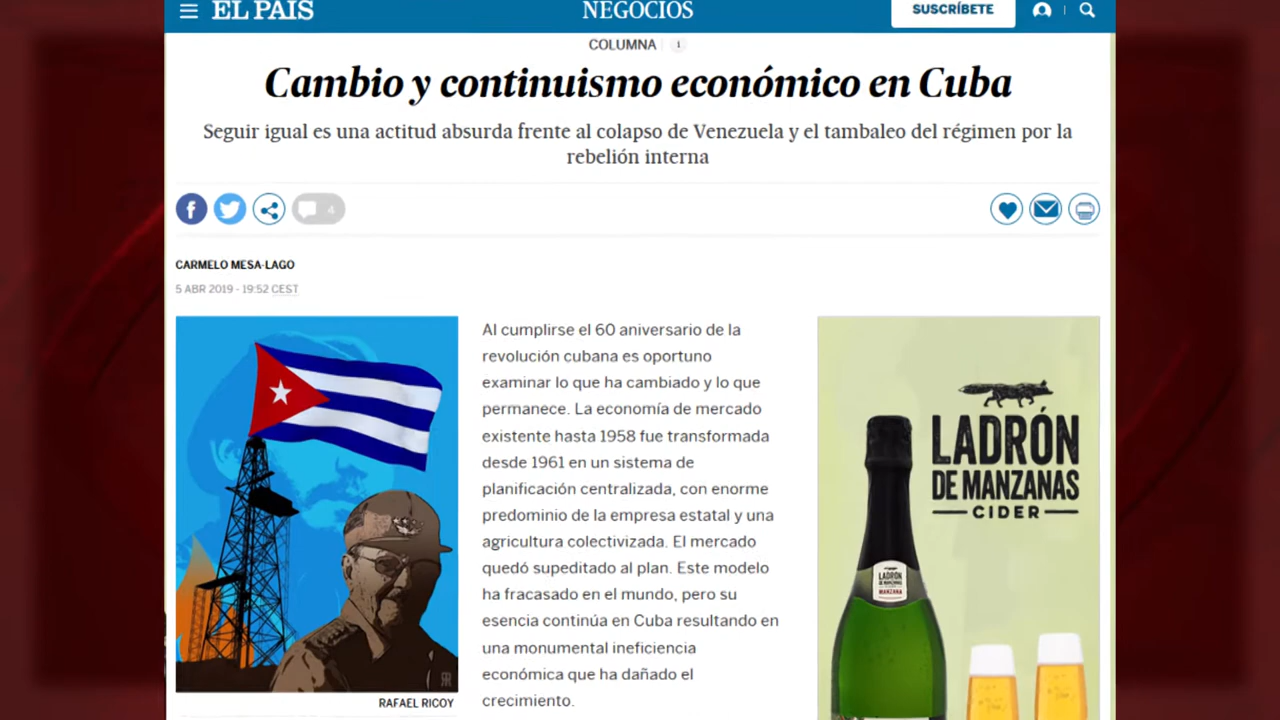 EL PAIS
NEGOCIOS
SUSCRÍBETE
COLUMNA 1
Cambio y continuismo económico en Cuba
Seguir igual es una actitud absurda frente al colapso de Venezuela y el tambaleo del régimen por la
rebelión interna
4
CARMELO MESA-LAGO
5 ABR 2019 - 19:52 CEST
Al cumplirse el 60 aniversario de la
revolución cubana es oportuno
examinar lo que ha cambiado y lo que
permanece. La economía de mercado
existente hasta 1958 fue transformada
desde 1961 en un sistema de
planificación centralizada, con enorme
predominio de la empresa estatal y una
agricultura colectivizada. El mercado
quedó supeditado al plan. Este modelo
ha fracasado en el mundo, pero su
esencia continúa en Cuba resultando en
una monumental ineficiencia
económica que ha dañado el
crecimiento.
RAFAEL RICOY
LADRÓN
DE MANZANAS
CIDER
LADRÓN
DE MANZANAS